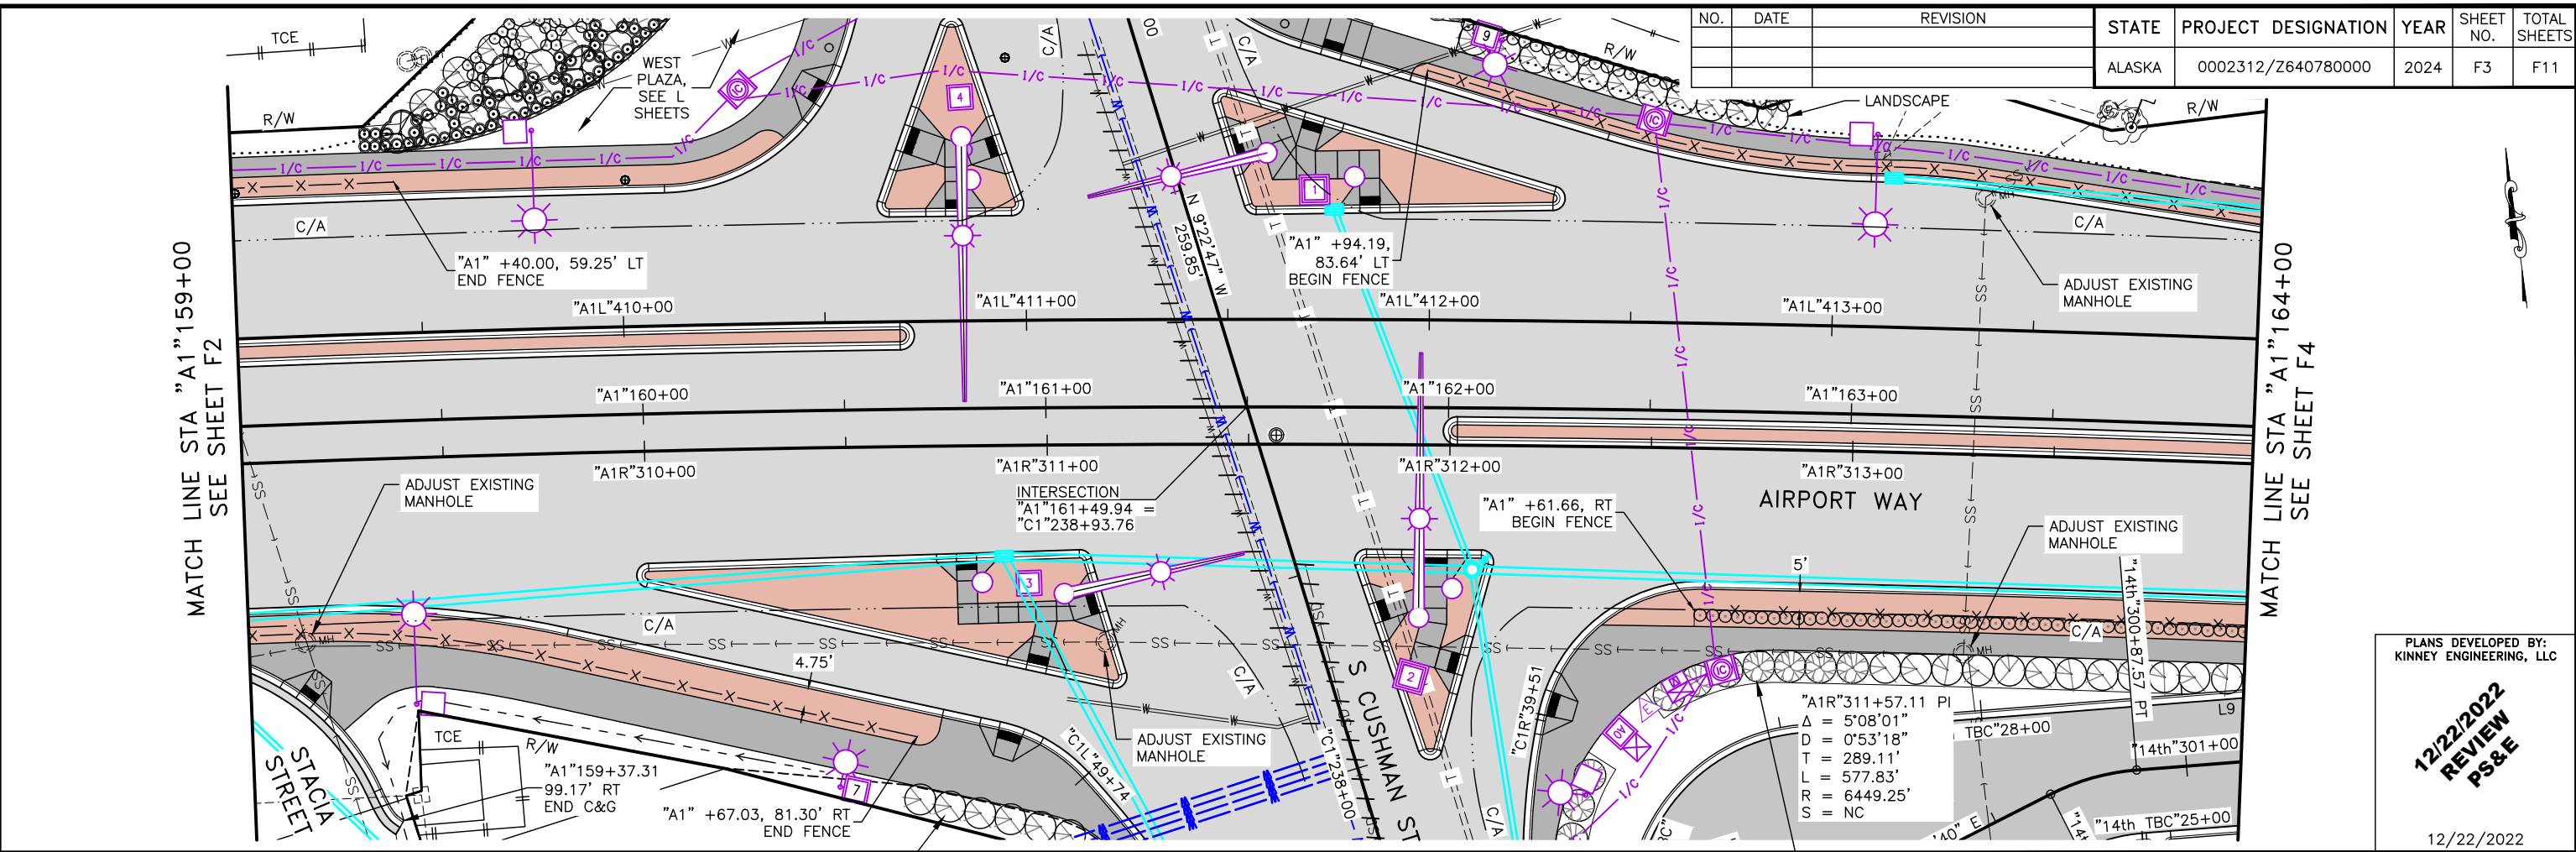 NO. DATE REVISION
STATE PROJECT DESIGNATION YEAR SHEET NO. TOTAL SHEETS
ALASKA 0002312/Z640780000 2024 F3 F11
TCE
R/W
WEST
PLAZA,
SEE L
SHEETS
C/A
C/A
R/W
LANDSCAPE
R/W
I/C
4
1
9
MH
C/A
C/A
"A1" +40.00, 59.25' LT
END FENCE
N 9°22'47" W
259.85'
"A1" +94.19,
83.64' LT
BEGIN FENCE
ADJUST EXISTING
MANHOLE
MATCH LINE STA "A1"159+00
SEE SHEET F2
MATCH LINE STA "A1"164+00
SEE SHEET F4
"A1L"410+00
"A1L"411+00
"A1L"412+00
"A1L"413+00
"A1"160+00
"A1"161+00
"A1"162+00
"A1"163+00
"A1R"310+00
"A1R"311+00
"A1R"312+00
"A1R"313+00
ADJUST EXISTING
MANHOLE
INTERSECTION
"A1"161+49.94 =
"C1"238+93.76
"A1" +61.66, RT
BEGIN FENCE
AIRPORT WAY
ADJUST EXISTING
MANHOLE
5'
3
2
MH
C/A
4.75'
MH
C/A
C/A
MH
"14th"300+87.57 PT
S CUSHMAN ST
"C1R"39+51
"C1L"49+74
"C1"238+00
C/A
ADJUST EXISTING
MANHOLE
"A1R"311+57.11 PI
Δ = 5°08'01"
D = 0°53'18"
T = 289.11'
L = 577.83'
R = 6449.25'
S = NC
TBC"28+00
L9
"14th"301+00
"14th TBC"25+00
STACIA
STREET
TCE
R/W
"A1"159+37.31
99.17' RT
END C&G
7
"A1" +67.03, 81.30' RT
END FENCE
PLANS DEVELOPED BY:
KINNEY ENGINEERING, LLC
12/22/2022
REVIEW
PS&E
12/22/2022